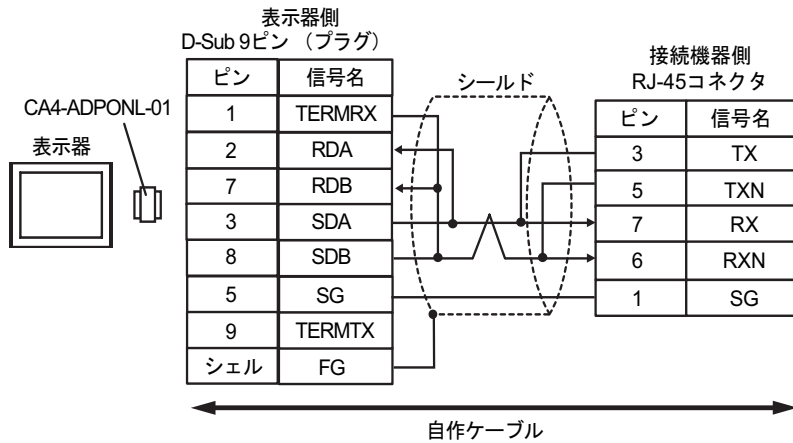 表示器側
D-Sub 9ピン （プラグ）
ピン 信号名
1 TERMRX
2 RDA
7 RDB
3 SDA
8 SDB
5 SG
9 TERMTX
シェル FG
CA4-ADPONL-01
表示器
シールド
接続機器側
RJ-45コネクタ
ピン 信号名
3 TX
5 TXN
7 RX
6 RXN
1 SG
自作ケーブル